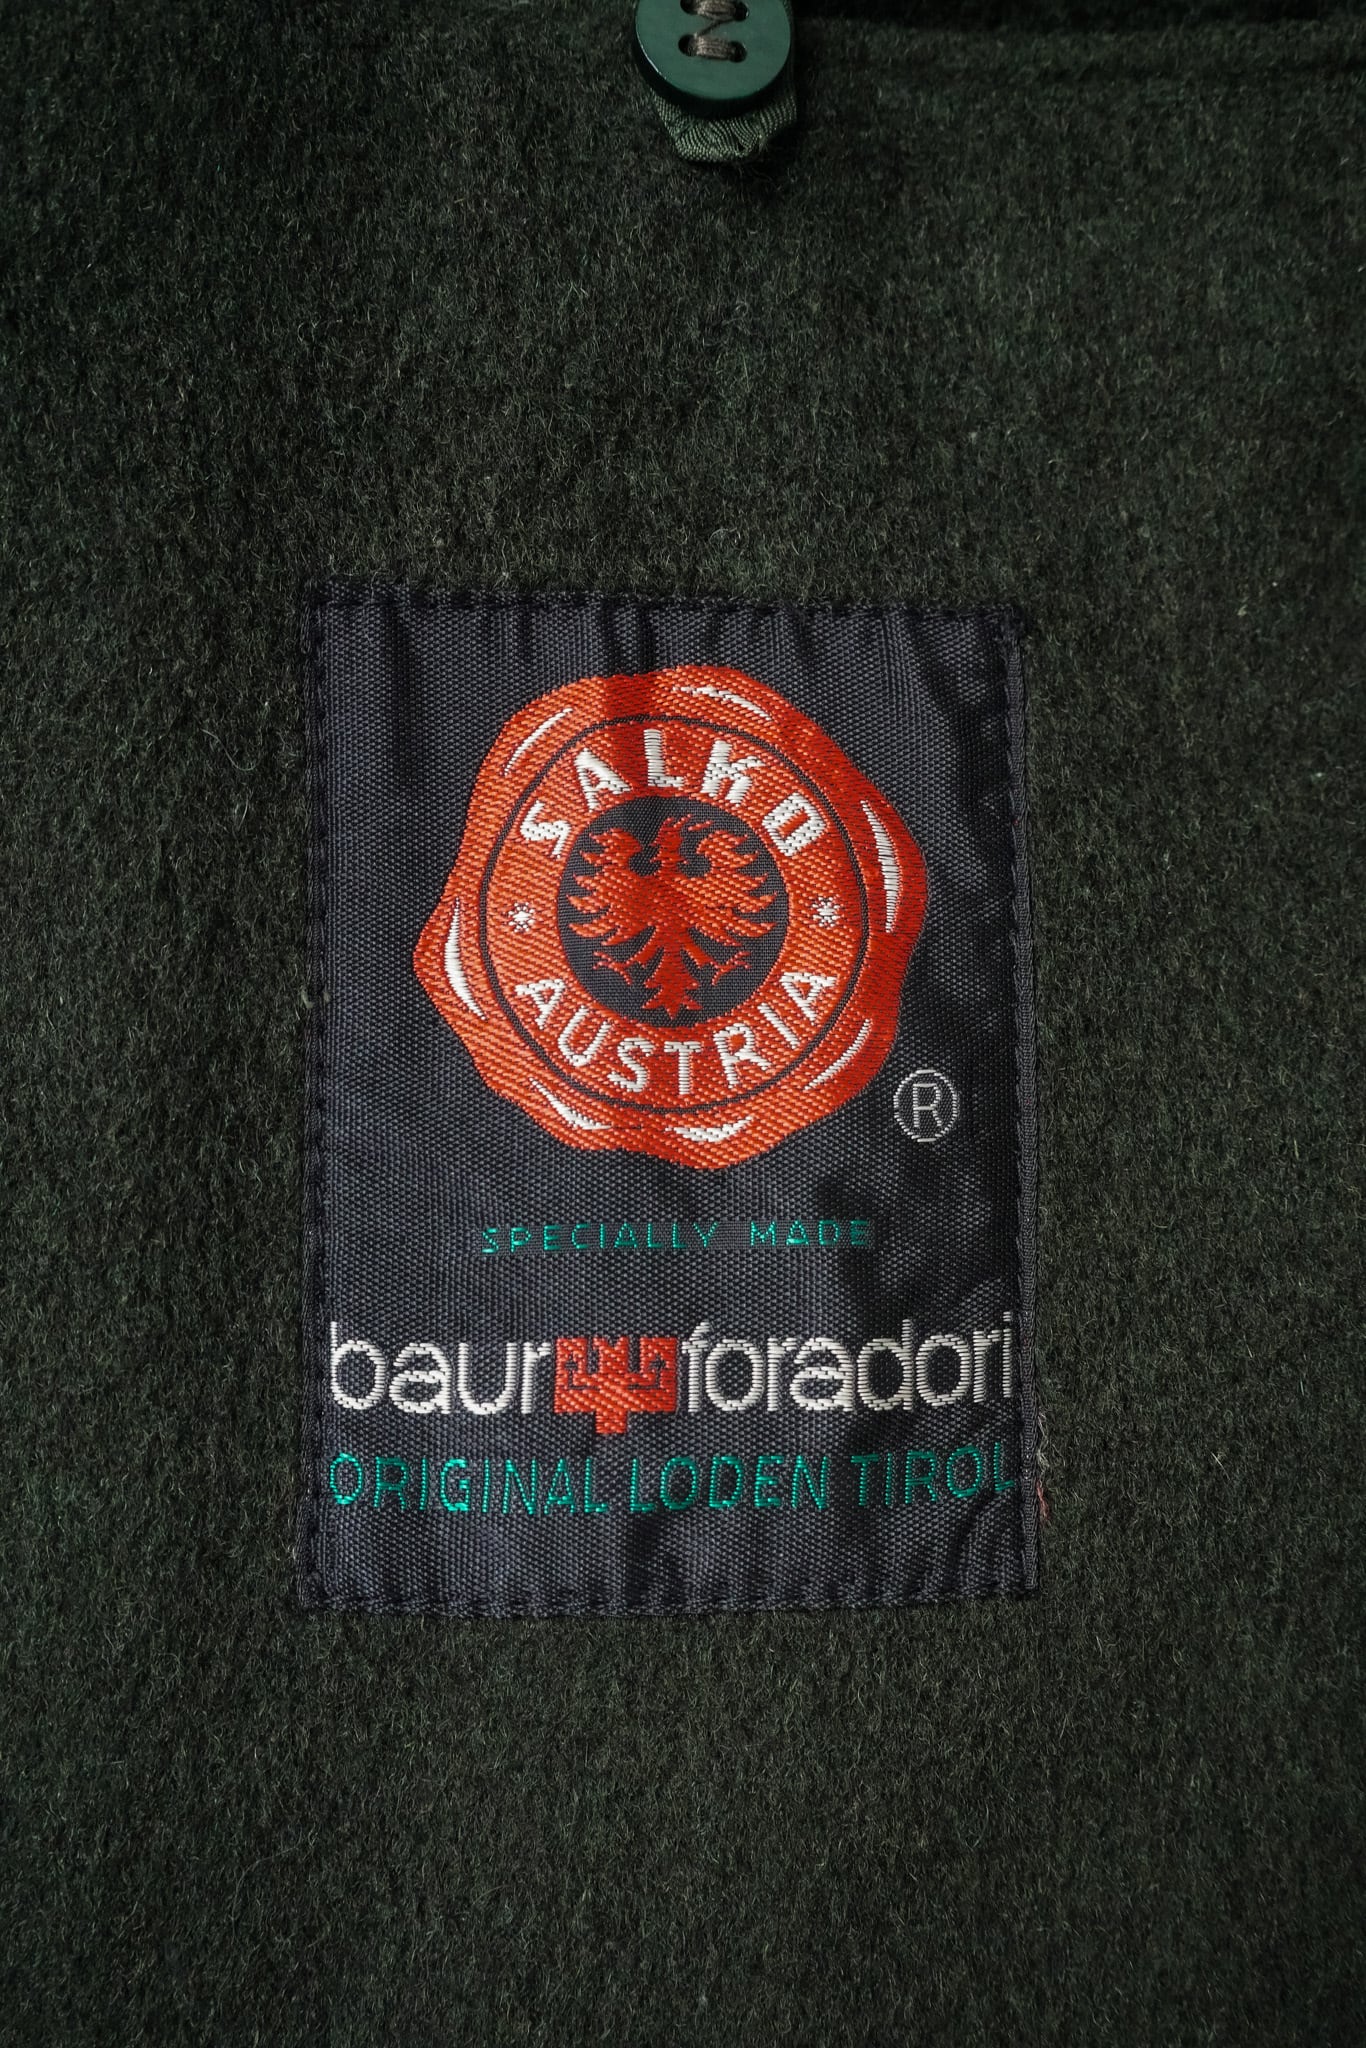 SALKO
AUSTRIA
®
SPECIALLY MADE
baur foradori
ORIGINAL LODEN TIROL